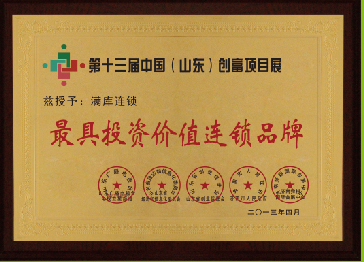 第十三届中国（山东）创富项目展
兹授予：满库连锁
最具投资价值连锁品牌
二〇一三年四月